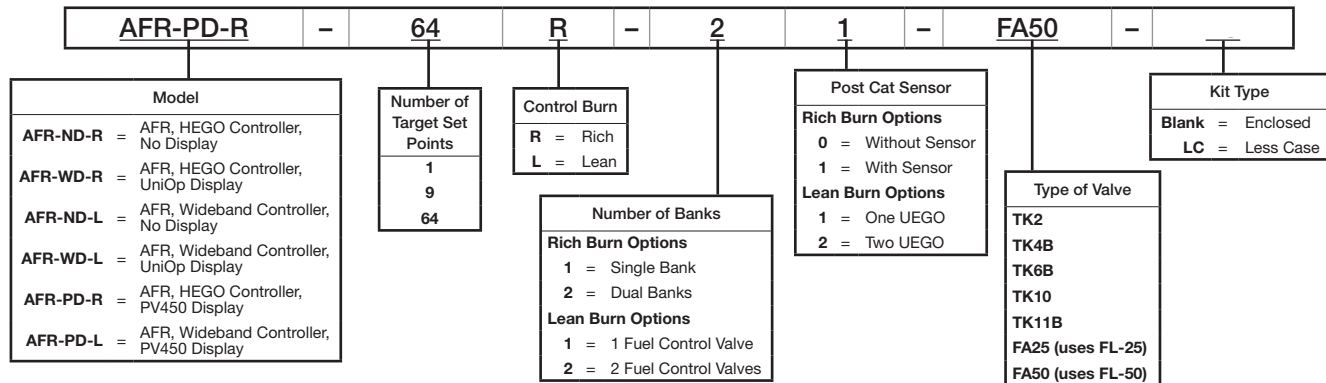 AFR-PD-R – 64 R – 2 1 – FA50 – _
Model
AFR-ND-R = AFR, HEGO Controller,
No Display
AFR-WD-R = AFR, HEGO Controller,
UniOp Display
AFR-ND-L = AFR, Wideband Controller,
No Display
AFR-WD-L = AFR, Wideband Controller,
UniOp Display
AFR-PD-R = AFR, HEGO Controller,
PV450 Display
AFR-PD-L = AFR, Wideband Controller,
PV450 Display
Number of
Target Set
Points
1
9
64
Control Burn
R = Rich
L = Lean
Number of Banks
Rich Burn Options
1 = Single Bank
2 = Dual Banks
Lean Burn Options
1 = 1 Fuel Control Valve
2 = 2 Fuel Control Valves
Post Cat Sensor
Rich Burn Options
0 = Without Sensor
1 = With Sensor
Lean Burn Options
1 = One UEGO
2 = Two UEGO
Type of Valve
TK2
TK4B
TK6B
TK10
TK11B
FA25 (uses FL-25)
FA50 (uses FL-50)
Kit Type
Blank = Enclosed
LC = Less Case